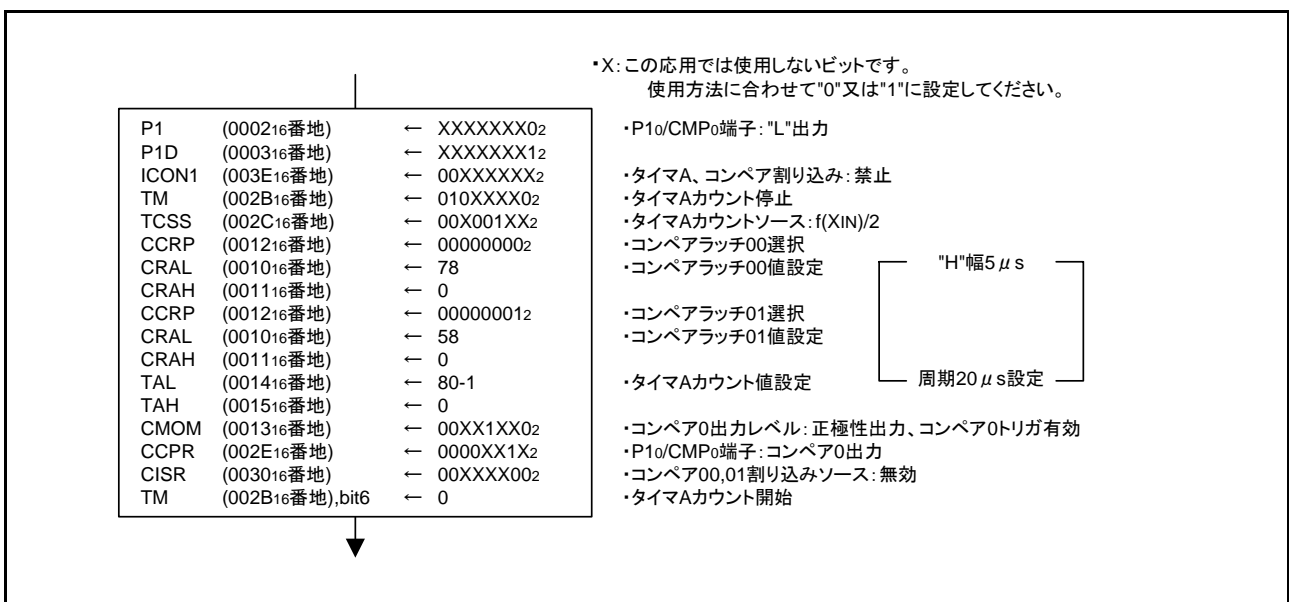 ・X:この応用では使用しないビットです。
使用方法に合わせて"0"又は"1"に設定してください。
P1 (000216番地) ← XXXXXXX02 ・P10/CMP0端子:"L"出力
P1D (000316番地) ← XXXXXXX12
ICON1 (003E16番地) ← 00XXXXXX2 ・タイマA、コンペア割り込み:禁止
TM (002B16番地) ← 010XXXX02 ・タイマAカウント停止
TCSS (002C16番地) ← 00X001XX2 ・タイマAカウントソース:f(XIN)/2
CCRP (001216番地) ← 000000002 ・コンペアラッチ00選択
CRAL (001016番地) ← 78 ・コンペアラッチ00値設定 "H"幅5μs
CRAH (001116番地) ← 0
CCRP (001216番地) ← 000000012 ・コンペアラッチ01選択
CRAL (001016番地) ← 58 ・コンペアラッチ01値設定
CRAH (001116番地) ← 0
TAL (001416番地) ← 80-1 ・タイマAカウント値設定 周期20μs設定
TAH (001516番地) ← 0
CMOM (001316番地) ← 00XX1XX02 ・コンペア0出力レベル:正極性出力、コンペア0トリガ有効
CCPR (002E16番地) ← 0000XX1X2 ・P10/CMP0端子:コンペア0出力
CISR (003016番地) ← 00XXXX002 ・コンペア00,01割り込みソース:無効
TM (002B16番地),bit6 ← 0 ・タイマAカウント開始